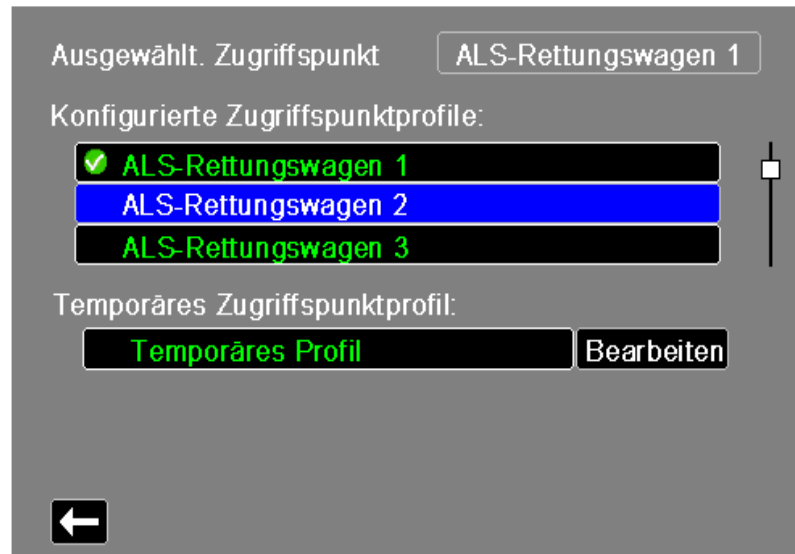 Ausgewählt. Zugriffspunkt ALS-Rettungswagen 1
Konfigurierte Zugriffspunktprofile:
ALS-Rettungswagen 1
ALS-Rettungswagen 2
ALS-Rettungswagen 3
Temporäres Zugriffspunktprofil:
Temporäres Profil Bearbeiten